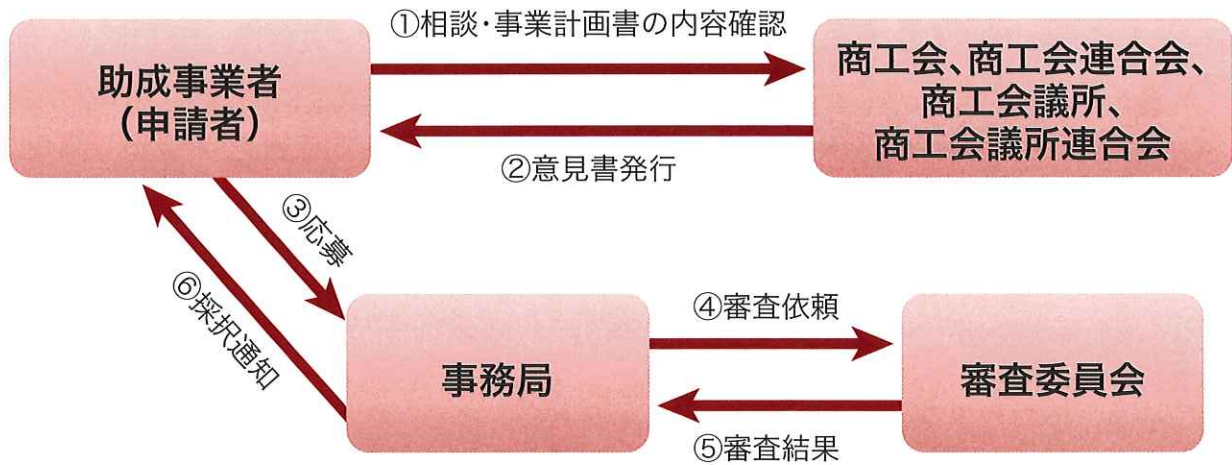 ①相談・事業計画書の内容確認
助成事業者
（申請者）
商工会、商工会連合会、
商工会議所、
商工会議所連合会
②意見書発行
③応募
⑥採択通知
事務局
④審査依頼
審査委員会
⑤審査結果